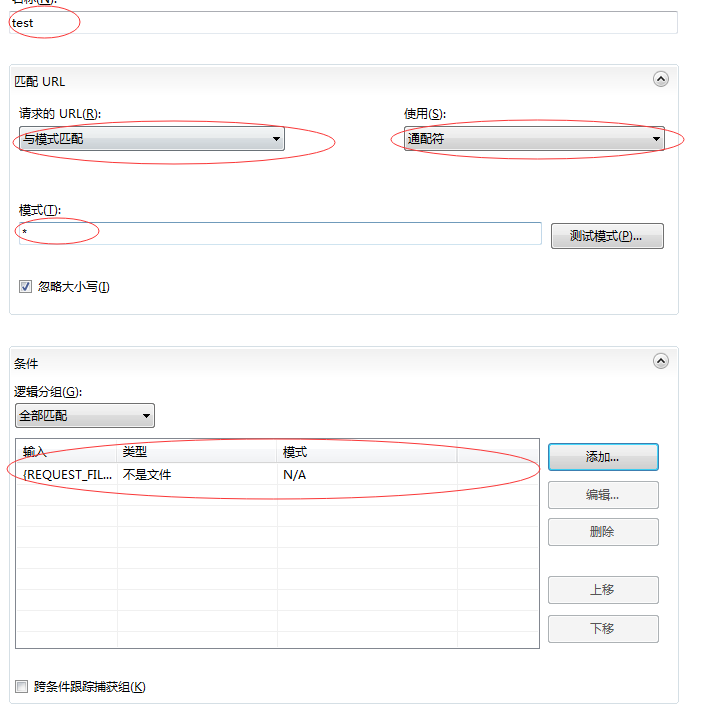 名称(N):
test
匹配 URL
请求的 URL(R):
使用(S):
与模式匹配
通配符
模式(T):
*
测试模式(P)...
忽略大小写(I)
条件
逻辑分组(G):
全部匹配
输入 类型 模式
{REQUEST_FIL... 不是文件 N/A
添加...
编辑...
删除
上移
下移
跨条件跟踪捕获组(K)